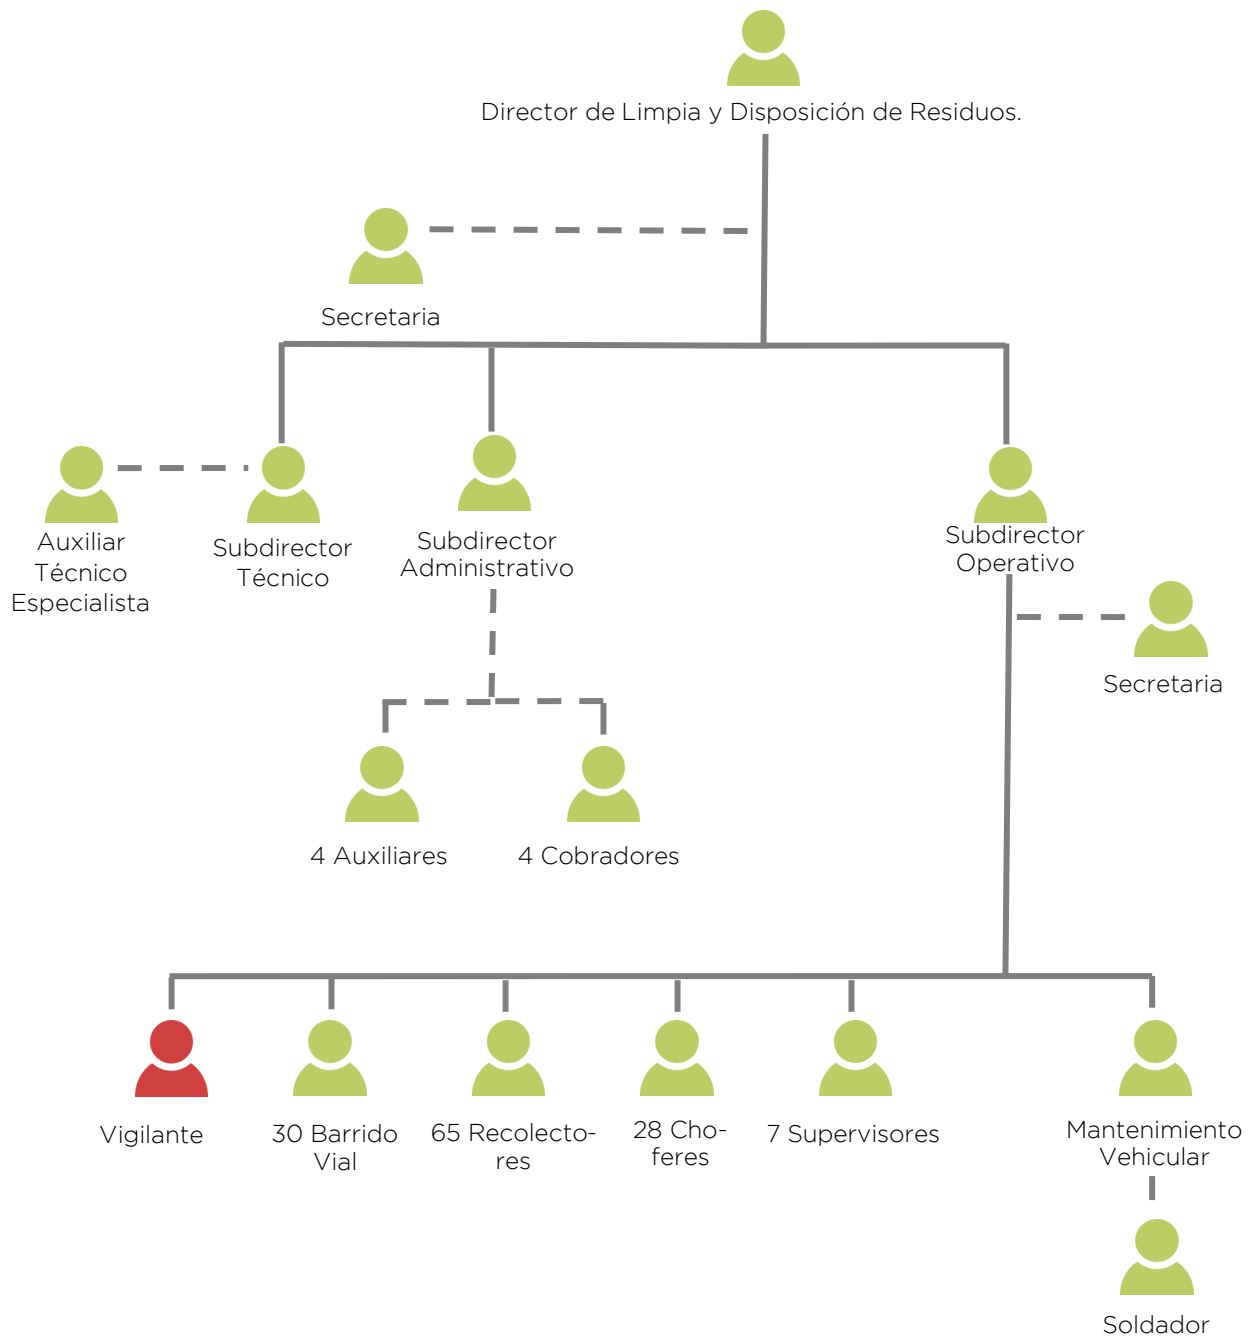 Director de Limpia y Disposición de Residuos.
Secretaria
Auxiliar
Técnico
Especialista
Subdirector
Técnico
Subdirector
Administrativo
Subdirector
Operativo
Secretaria
4 Auxiliares
4 Cobradores
Vigilante
30 Barrido
Vial
65 Recolecto-
res
28 Cho-
feres
7 Supervisores
Mantenimiento
Vehicular
Soldador